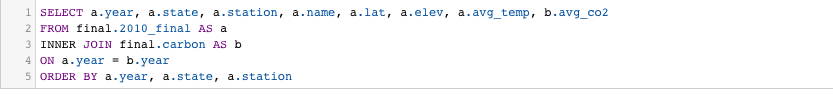 1 SELECT a.year, a.state, a.station, a.name, a.lat, a.elev, a.avg_temp, b.avg_co2
2 FROM final.2010_final AS a
3 INNER JOIN final.carbon AS b
4 ON a.year = b.year
5 ORDER BY a.year, a.state, a.station